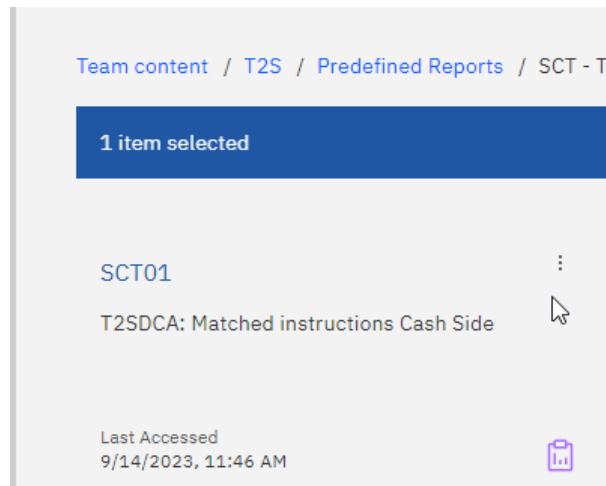 Team content / T2S / Predefined Reports / SCT - T
1 item selected
SCT01
T2SDCA: Matched instructions Cash Side
Last Accessed
9/14/2023, 11:46 AM